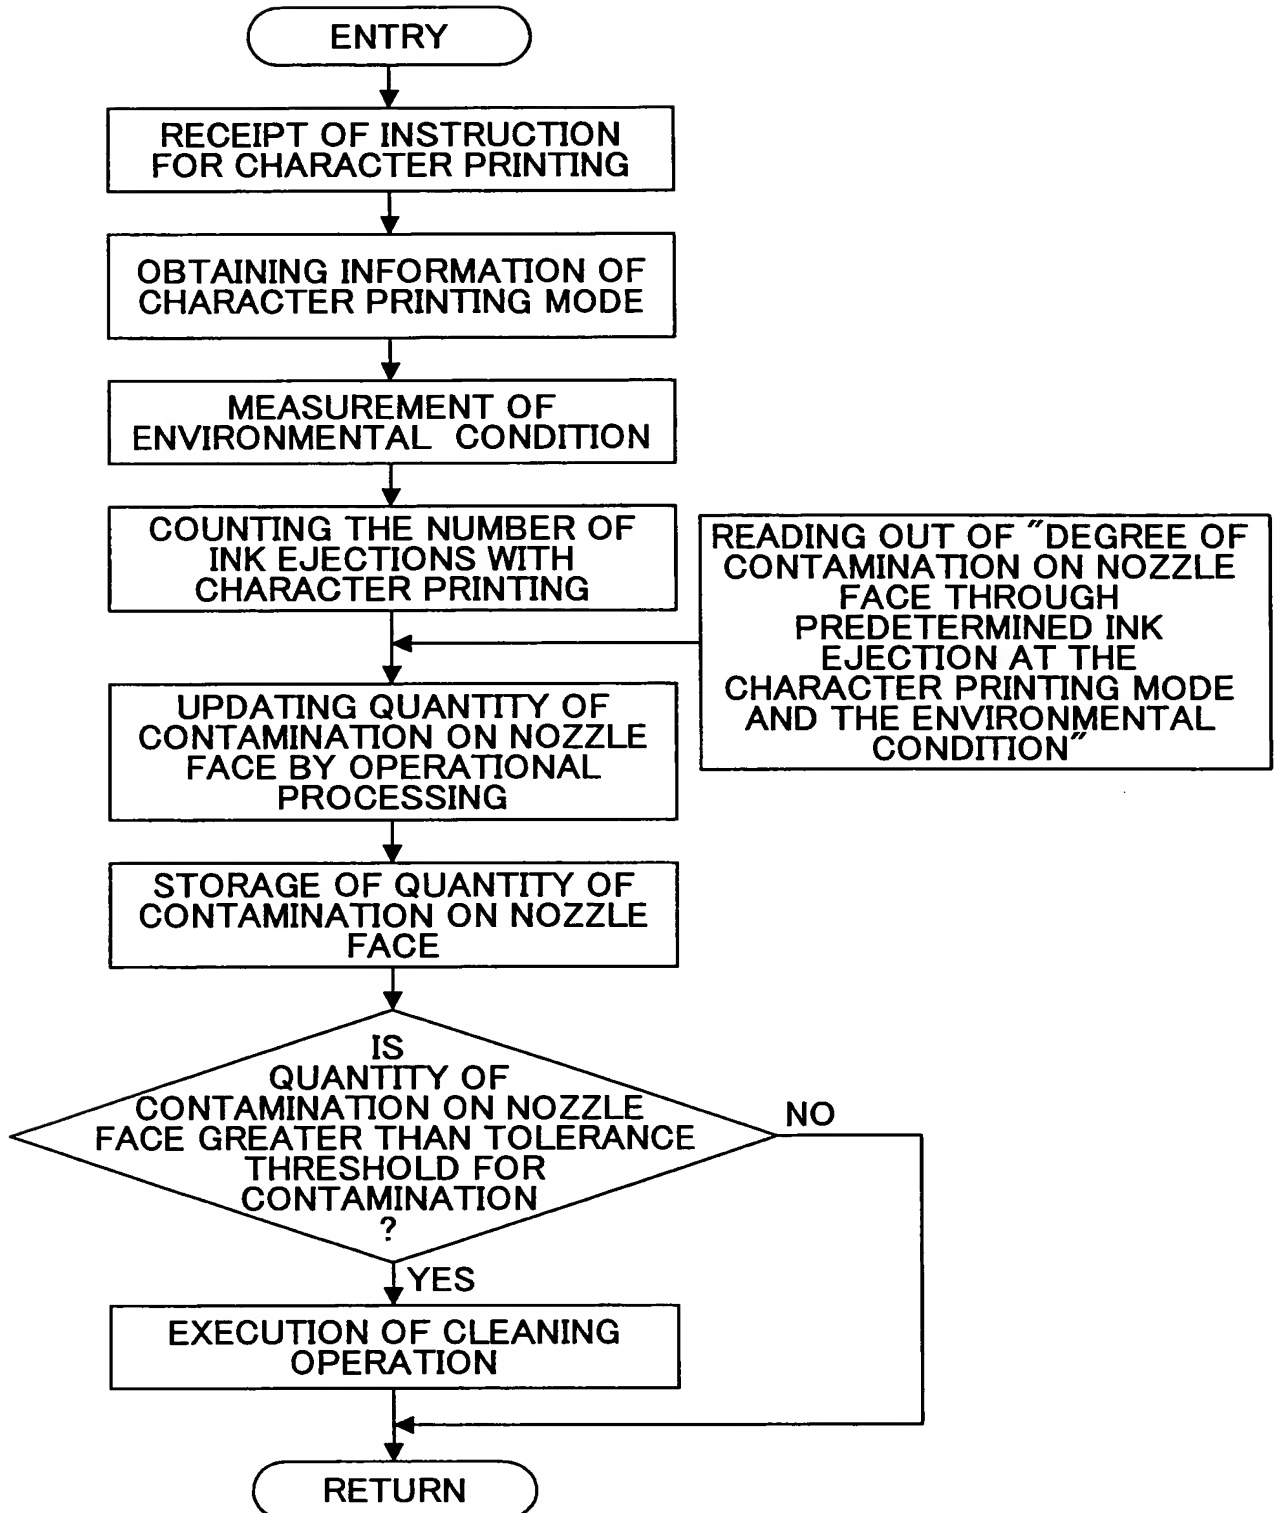 ENTRY
RECEIPT OF INSTRUCTION
FOR CHARACTER PRINTING
OBTAINING INFORMATION OF
CHARACTER PRINTING MODE
MEASUREMENT OF
ENVIRONMENTAL CONDITION
COUNTING THE NUMBER OF
INK EJECTIONS WITH
CHARACTER PRINTING
READING OUT OF "DEGREE OF
CONTAMINATION ON NOZZLE
FACE THROUGH
PREDETERMINED INK
EJECTION AT THE
CHARACTER PRINTING MODE
AND THE ENVIRONMENTAL
CONDITION"
UPDATING QUANTITY OF
CONTAMINATION ON NOZZLE
FACE BY OPERATIONAL
PROCESSING
STORAGE OF QUANTITY OF
CONTAMINATION ON NOZZLE
FACE
IS
QUANTITY OF
CONTAMINATION ON NOZZLE
FACE GREATER THAN TOLERANCE
THRESHOLD FOR
CONTAMINATION
?
NO
YES
EXECUTION OF CLEANING
OPERATION
RETURN